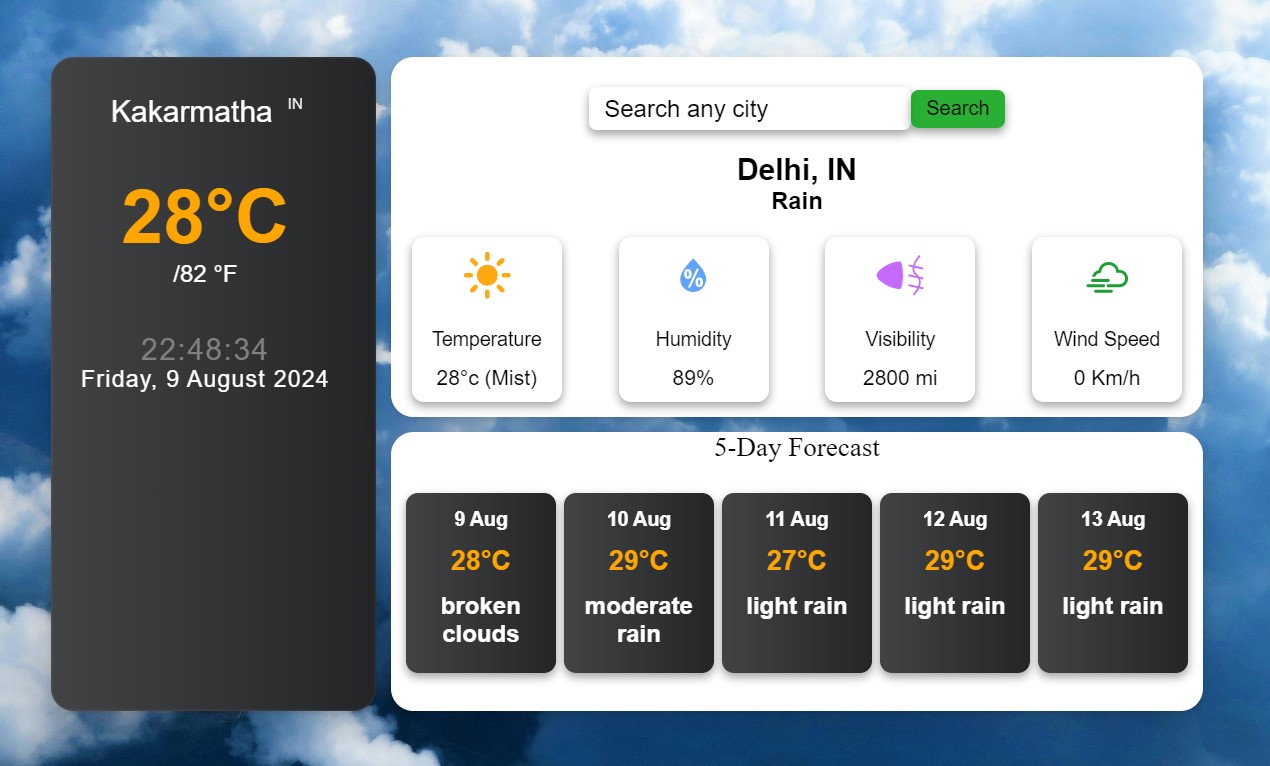 Kakarmatha IN
28°C
/82 °F
22:48:34
Friday, 9 August 2024
Search any city
Search
Delhi, IN
Rain
%
Temperature
28°c (Mist)
Humidity
89%
Visibility
2800 mi
Wind Speed
0 Km/h
5-Day Forecast
9 Aug
28°C
broken
clouds
10 Aug
29°C
moderate
rain
11 Aug
27°C
light rain
12 Aug
29°C
light rain
13 Aug
29°C
light rain